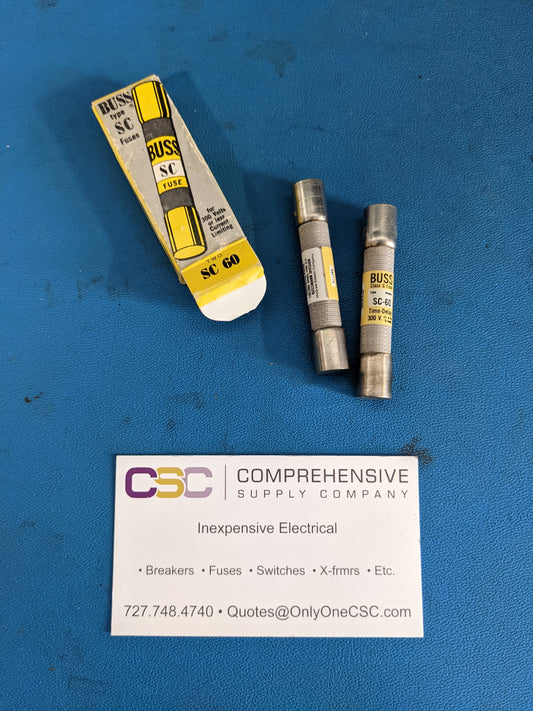 BUSS
type
SC
Fuses
BUSS
SC
FUSE
for
300 Volts
or less
Current
Limiting
TWO
SC 60
BUSS
SC-60
Time-Delay
300 V.
CSC
COMPREHENSIVE
SUPPLY COMPANY
Inexpensive Electrical
• Breakers • Fuses • Switches • X-frmrs • Etc.
727.748.4740 • Quotes@OnlyOneCSC.com